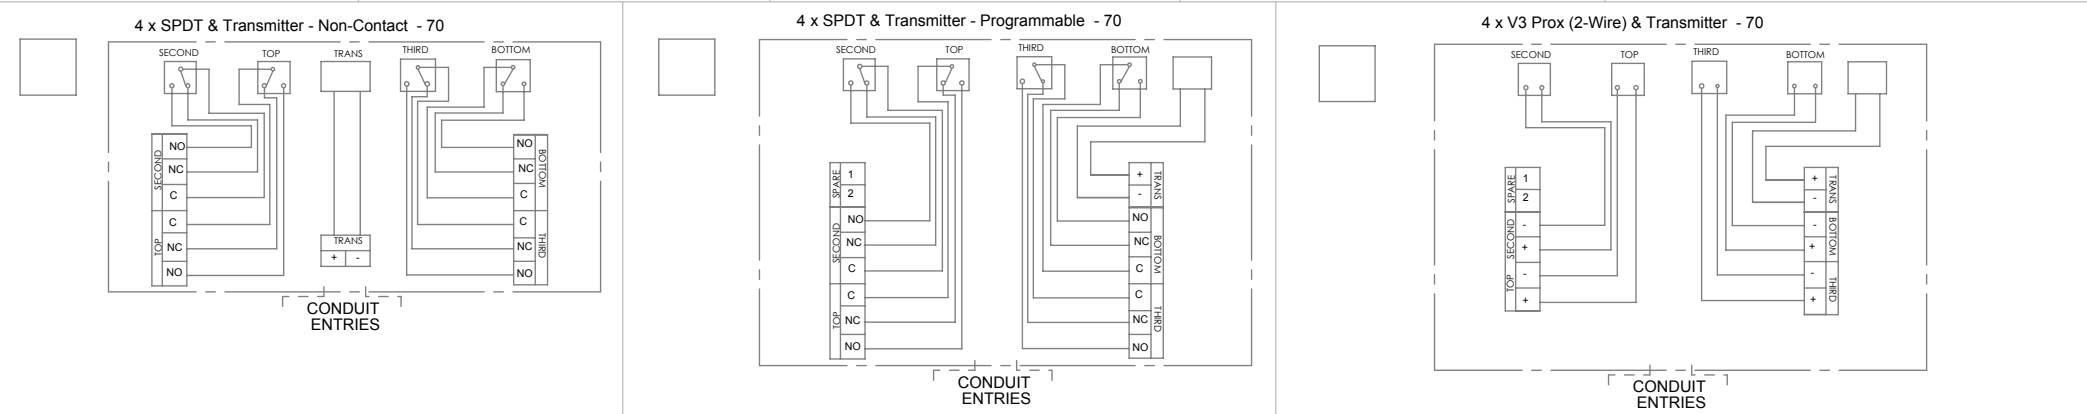 4 x SPDT & Transmitter - Non-Contact - 70
SECOND
TOP
TRANS
THIRD
BOTTOM
SECOND
NO
NC
C
TOP
C
NC
NO
TRANS
+ -
NO
NC
C
BOTTOM
C
NC
NO
THIRD
CONDUIT
ENTRIES
4 x SPDT & Transmitter - Programmable - 70
SECOND
TOP
THIRD
BOTTOM
SPARE
1
2
SECOND
NO
NC
C
TOP
C
NC
NO
+
-
TRANS
NO
NC
C
BOTTOM
C
NC
NO
THIRD
CONDUIT
ENTRIES
4 x V3 Prox (2-Wire) & Transmitter - 70
SECOND
TOP
THIRD
BOTTOM
SPARE
1
2
SECOND
-
+
TOP
-
+
+
-
TRANS
-
+
BOTTOM
-
+
THIRD
CONDUIT
ENTRIES